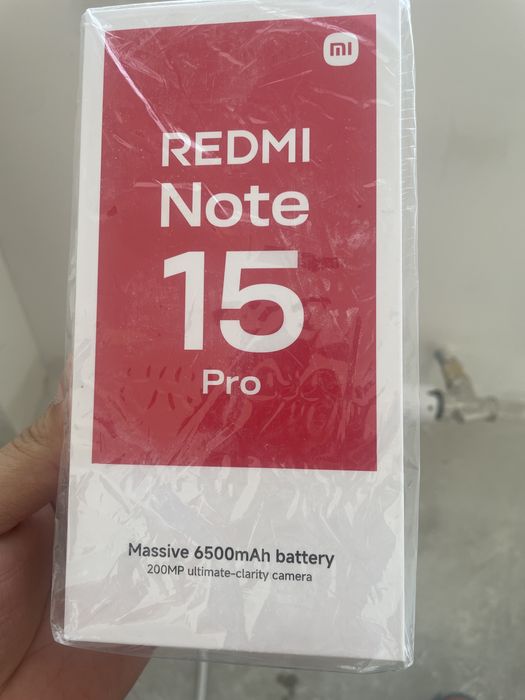 mi
REDMI
Note
15
Pro
Massive 6500mAh battery
200MP ultimate-clarity camera